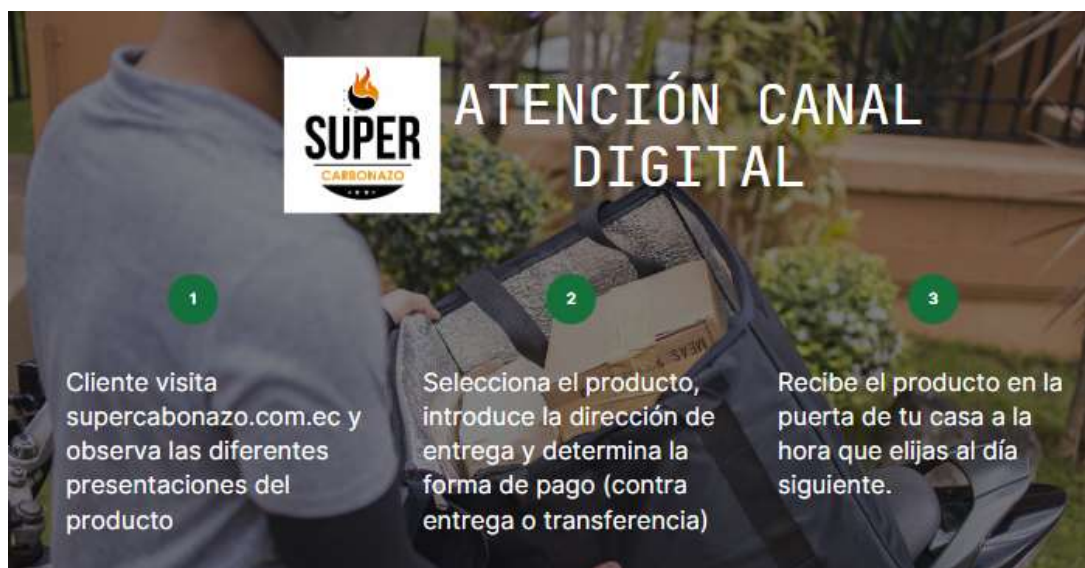 SUPER
CARBONAZO
ATENCIÓN CANAL
DIGITAL
1
Cliente visita
supercabonazo.com.ec y
observa las diferentes
presentaciones del
producto
2
Selecciona el producto,
introduce la dirección de
entrega y determina la
forma de pago (contra
entrega o transferencia)
3
Recibe el producto en la
puerta de tu casa a la
hora que elijas al día
siguiente.
MEAS.